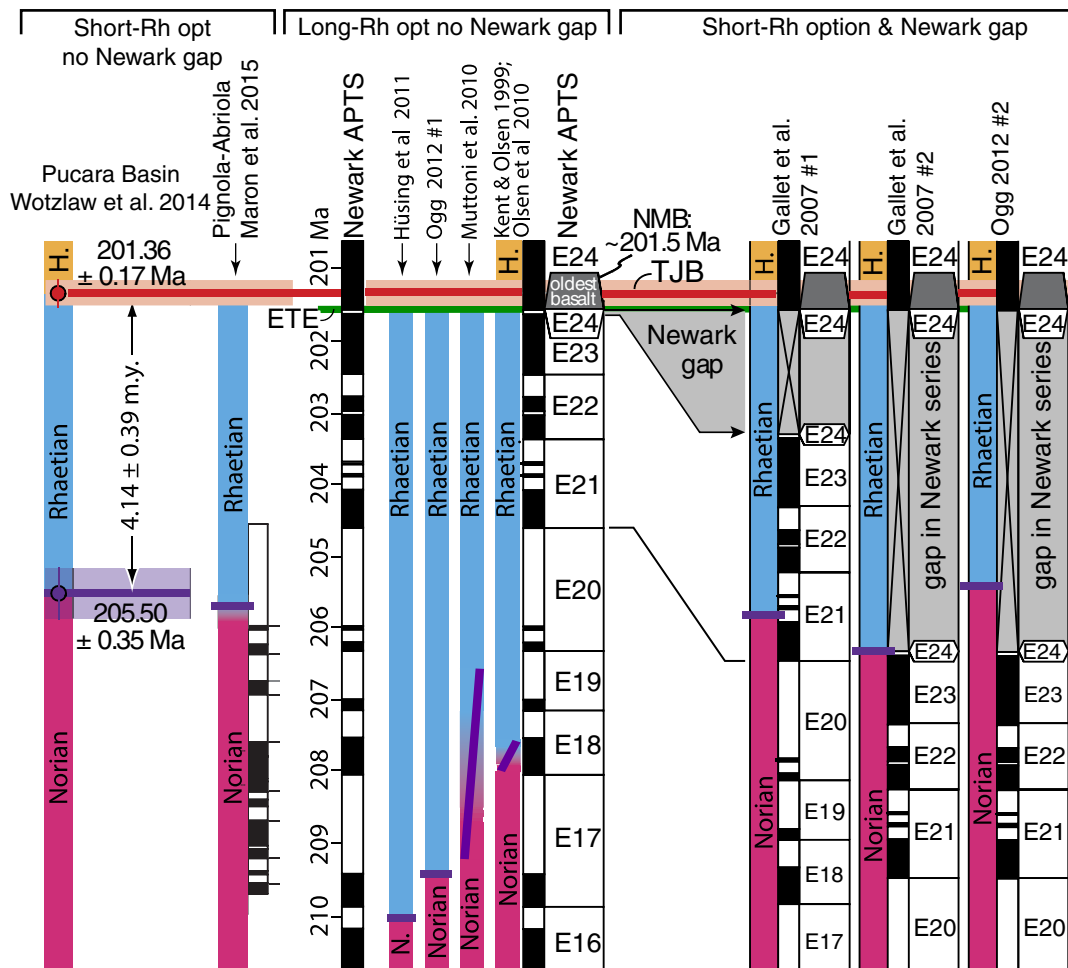 Short-Rh opt
no Newark gap
Long-Rh opt no Newark gap
Short-Rh option & Newark gap
Pucara Basin
Wotzlaw et al. 2014
Pignola-Abriola
Maron et al. 2015
Newark APTS
Hüsing et al 2011
Ogg 2012 #1
Muttoni et al. 2010
Kent & Olsen 1999;
Olsen et al 2010
Newark APTS
Gallet et al.
2007 #1
Gallet et al.
2007 #2
Ogg 2012 #2
NMB:
~201.5 Ma
TJB
ETE
Newark
gap
H.
201.36
± 0.17 Ma
Rhaetian
4.14 ± 0.39 m.y.
205.50
± 0.35 Ma
Norian
Rhaetian
Norian
201 Ma
202
203
204
205
206
207
208
209
210
Rhaetian
N.
Rhaetian
Norian
Rhaetian
Norian
H.
Rhaetian
Norian
E24
oldest
basalt
E24
E23
E22
E21
E20
E19
E18
E17
E16
H.
Rhaetian
Norian
E24
E24
E24
E23
E22
E21
E20
E19
E18
E17
H.
Rhaetian
Norian
E24
E24
gap in Newark series
E24
E23
E22
E21
E20
H.
Rhaetian
Norian
E24
E24
gap in Newark series
E24
E23
E22
E21
E20